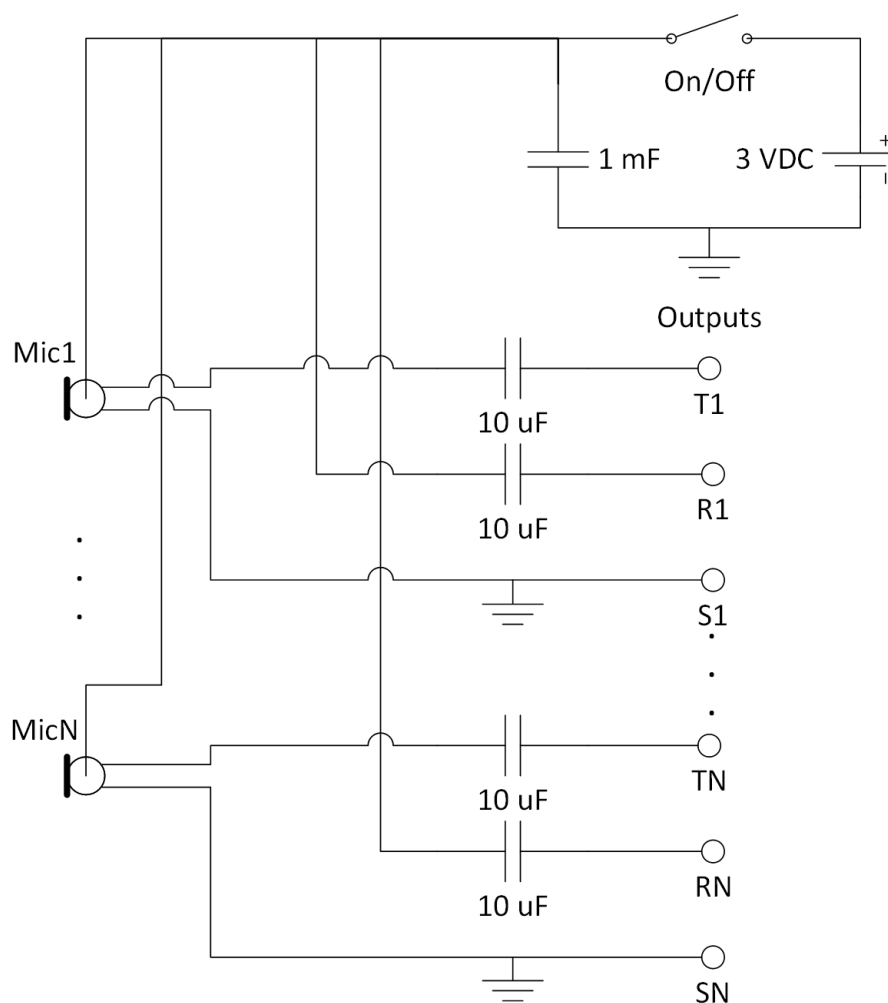 On/Off
1 mF
3 VDC
+
-
Outputs
Mic1
T1
10 uF
R1
10 uF
S1
MicN
TN
10 uF
RN
10 uF
SN